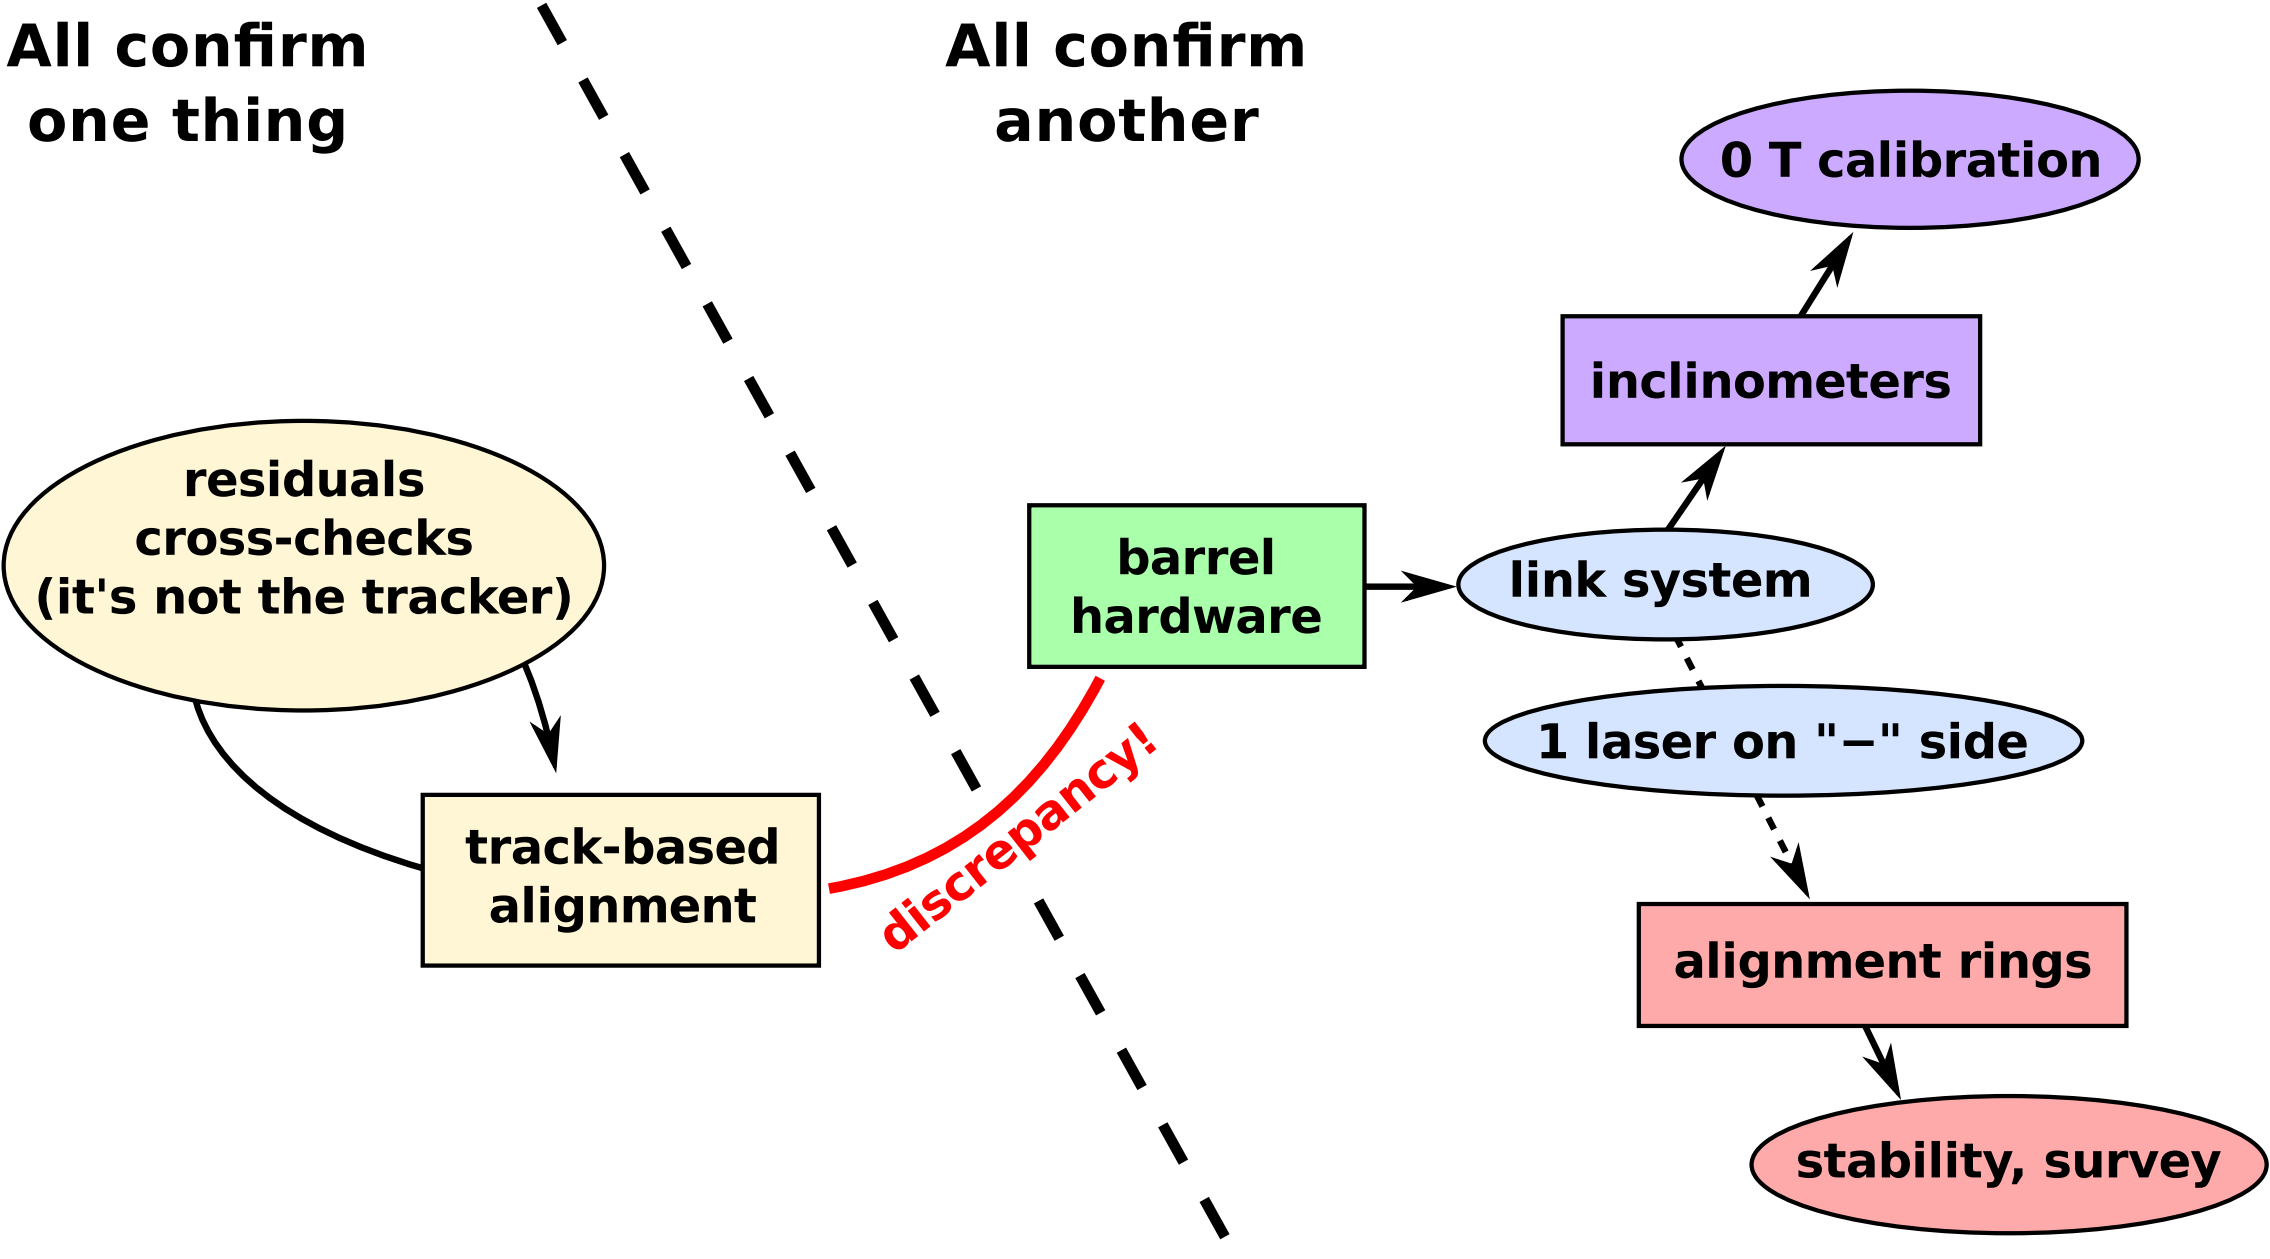 All confirm
one thing
All confirm
another
0 T calibration
inclinometers
residuals
cross-checks
(it's not the tracker)
barrel
hardware
link system
1 laser on "−" side
track-based
alignment
discrepancy!
alignment rings
stability, survey